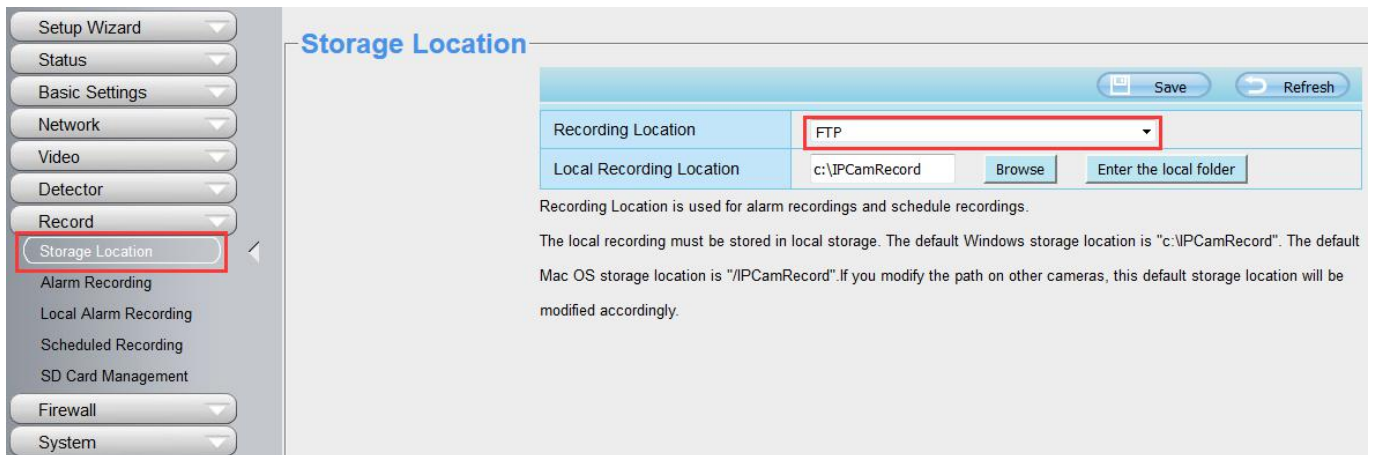 Setup Wizard
Status
Basic Settings
Network
Video
Detector
Record
Storage Location
Alarm Recording
Local Alarm Recording
Scheduled Recording
SD Card Management
Firewall
System
Storage Location
Save Refresh
Recording Location FTP
Local Recording Location c:\IPCamRecord Browse Enter the local folder
Recording Location is used for alarm recordings and schedule recordings.
The local recording must be stored in local storage. The default Windows storage location is "c:\IPCamRecord". The default
Mac OS storage location is "/IPCamRecord".If you modify the path on other cameras, this default storage location will be
modified accordingly.